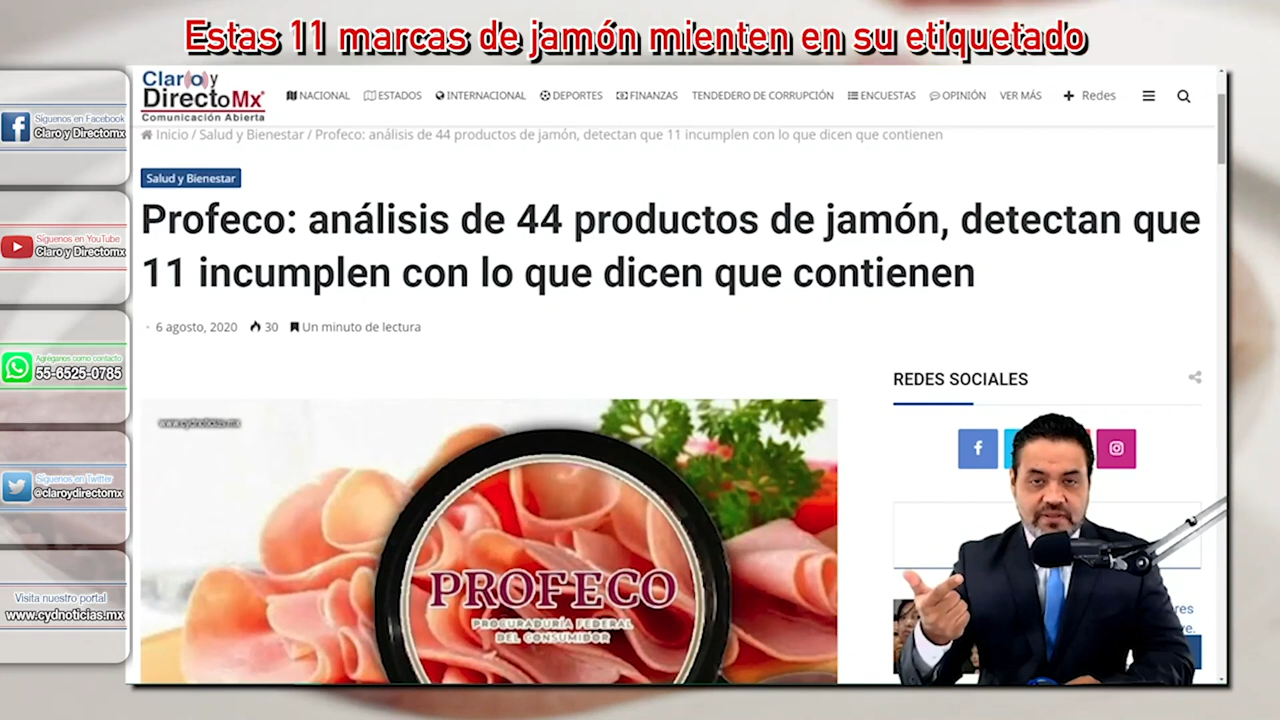 Estas 11 marcas de jamón mienten en su etiquetado
Claro y
DirectoMx
Comunicación Abierta
NACIONAL ESTADOS INTERNACIONAL DEPORTES FINANZAS TENDEDERO DE CORRUPCIÓN ENCUESTAS OPINIÓN VER MÁS Redes
Inicio / Salud y Bienestar / Profeco: análisis de 44 productos de jamón, detectan que 11 incumplen con lo que dicen que contienen
Salud y Bienestar
Profeco: análisis de 44 productos de jamón, detectan que
11 incumplen con lo que dicen que contienen
6 agosto, 2020 30 Un minuto de lectura
REDES SOCIALES
www.cydnoticias.mx
PROFECO
PROCURADURÍA FEDERAL
DEL CONSUMIDOR
Síguenos en Facebook
Claro y Directomx
Síguenos en YouTube
Claro y Directomx
Agréganos como contacto
55-6525-0785
Síguenos en Twitter
@claroydirectomx
Visita nuestro portal
www.cydnoticias.mx